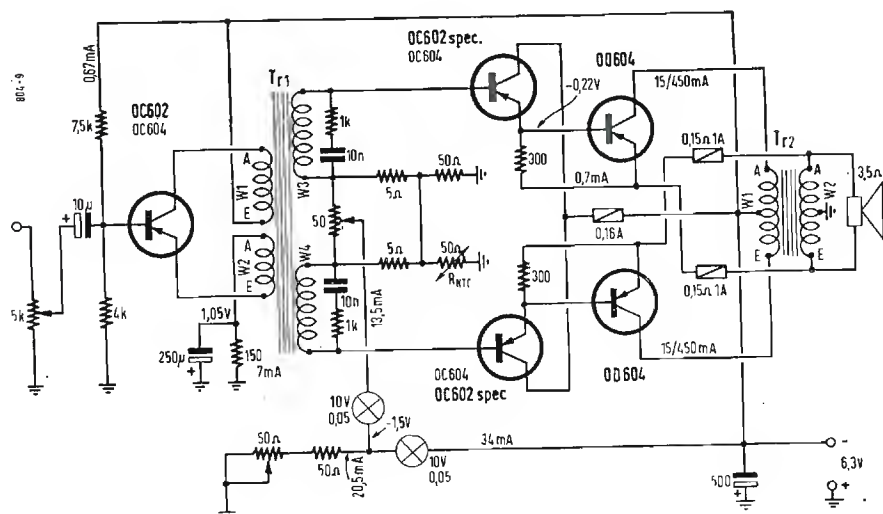 804-9
0,67mA
7,5k
OC602
OC604
10µ
+
5k
4k
1,05V
250µ
+
150
7mA
A
W1
E
A
W2
E
Tr1
1k
10n
W3
5Ω
50Ω
50
W4
5Ω
50Ω
RNTC
10n
1k
13,5mA
OC602 spec.
OC604
-0,22V
OD604
15/450mA
300
0,7mA
0,15Ω 1A
Tr2
0,16A
A
W1
E
A
W2
E
3,5Ω
300
0,15Ω 1A
OC604
OC602 spec
OD604
15/450mA
10V
0,05
-1,5V
50Ω
50Ω
20,5mA
10V
0,05
34mA
500
+
-
6,3V
+